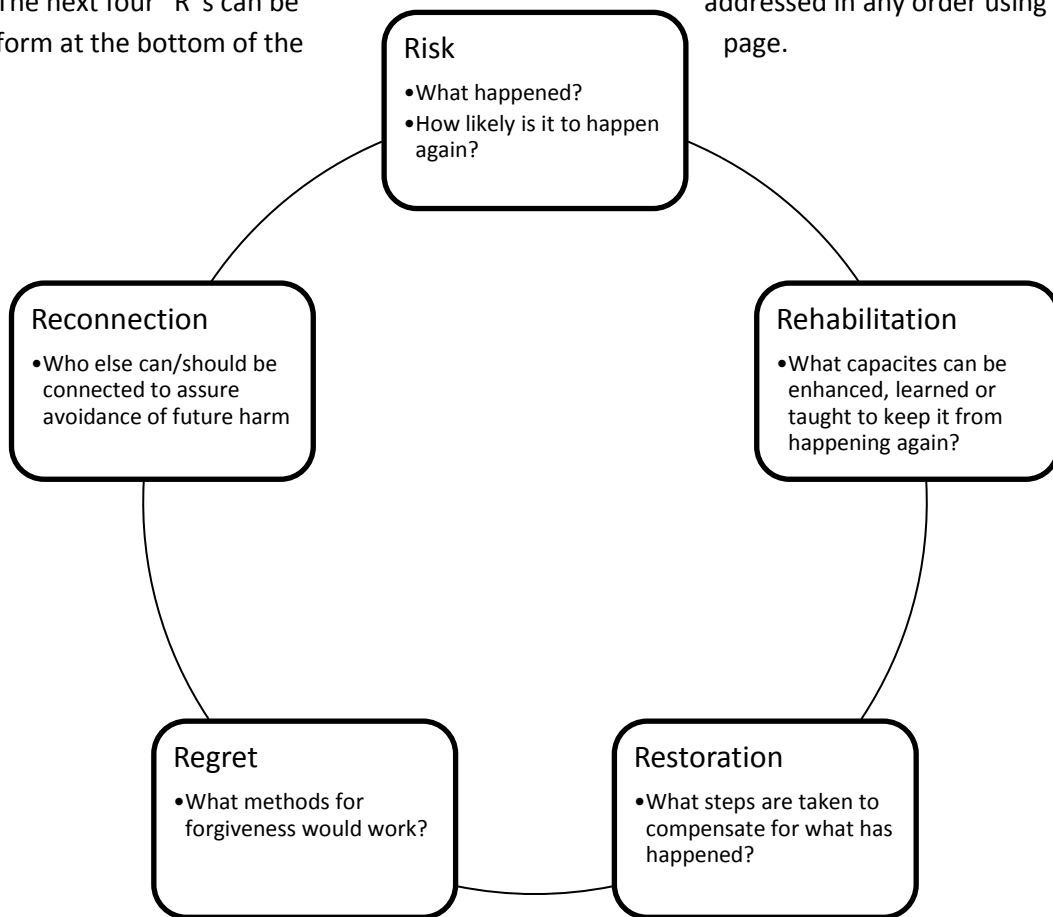 The next four "R"s can be addressed in any order using
form at the bottom of the page.
Risk
•What happened?
•How likely is it to happen
again?
Rehabilitation
•What capacites can be
enhanced, learned or
taught to keep it from
happening again?
Restoration
•What steps are taken to
compensate for what has
happened?
Regret
•What methods for
forgiveness would work?
Reconnection
•Who else can/should be
connected to assure
avoidance of future harm